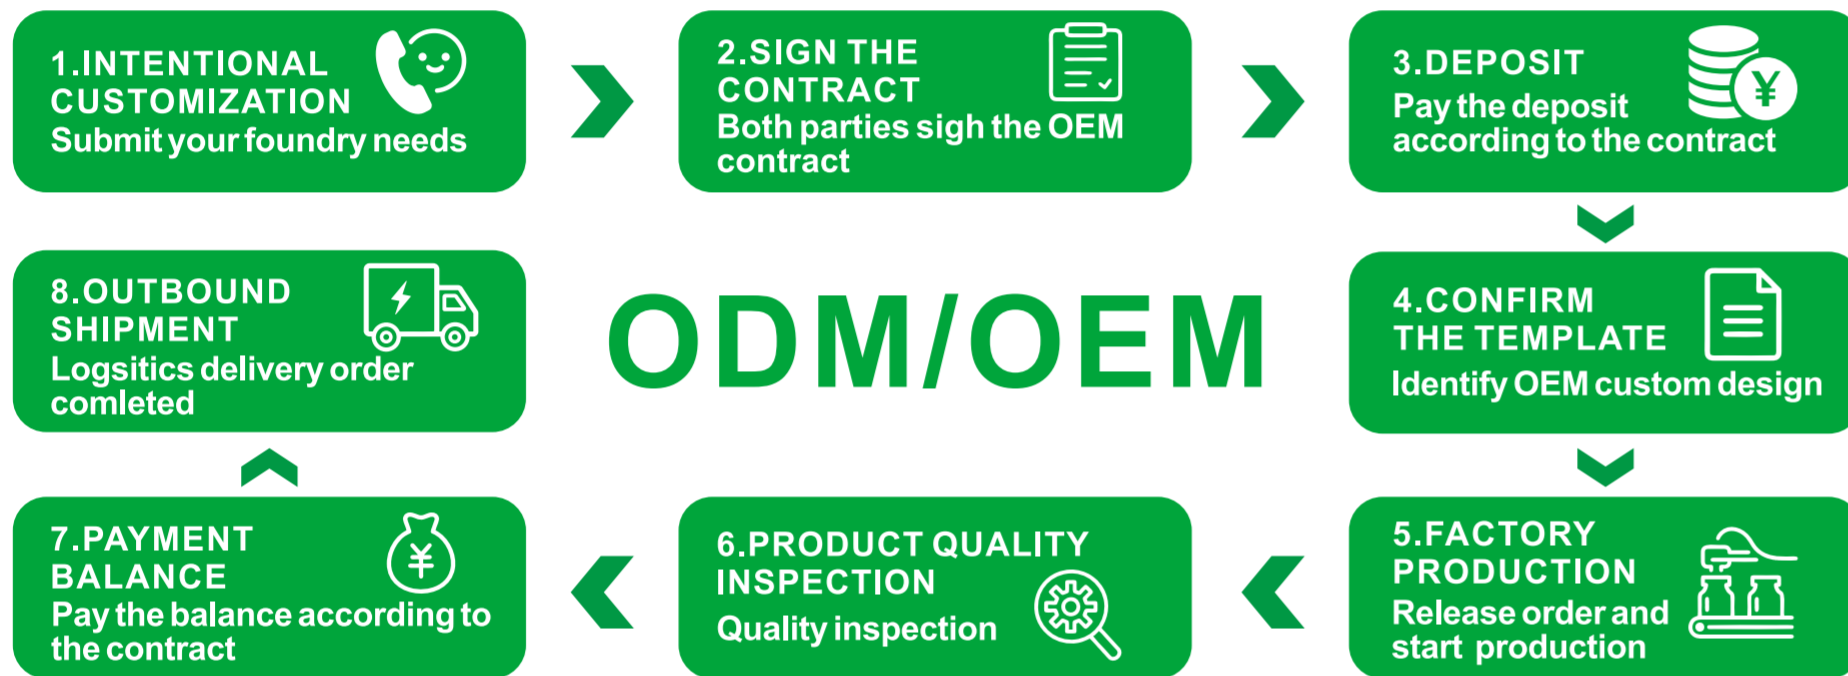 1.INTENTIONAL
CUSTOMIZATION
Submit your foundry needs
2.SIGN THE
CONTRACT
Both parties sigh the OEM
contract
3.DEPOSIT
Pay the deposit
according to the contract
¥
4.CONFIRM
THE TEMPLATE
Identify OEM custom design
5.FACTORY
PRODUCTION
Release order and
start production
6.PRODUCT QUALITY
INSPECTION
Quality inspection
7.PAYMENT
BALANCE
Pay the balance according to
the contract
¥
8.OUTBOUND
SHIPMENT
Logsitics delivery order
comleted
ODM/OEM